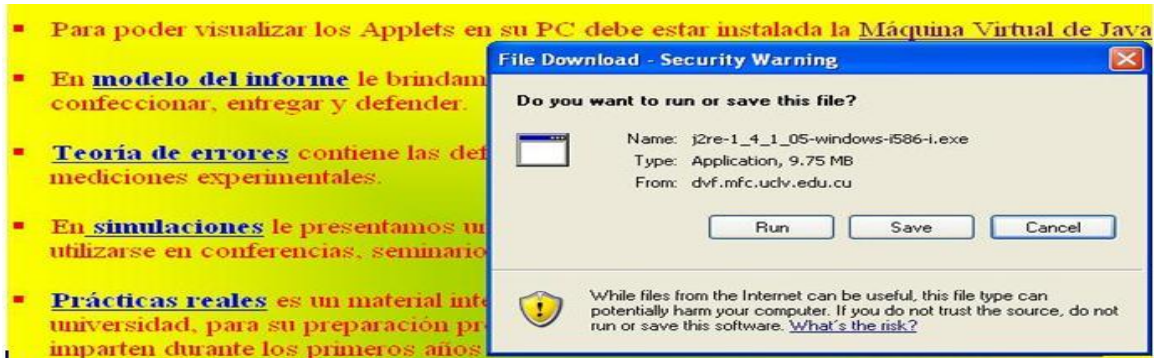 Para poder visualizar los Applets en su PC debe estar instalada la Máquina Virtual de Java
En modelo del informe le brindam
confeccionar, entregar y defender.
Teoría de errores contiene las def
mediciones experimentales.
En simulaciones le presentamos un
utilizarse en conferencias, seminario
Prácticas reales es un material inte
universidad, para su preparación pr
imparten durante los primeros años
File Download - Security Warning
Do you want to run or save this file?
Name: j2re-1_4_1_05-windows-i586-i.exe
Type: Application, 9.75 MB
From: dvf.mfc.uclv.edu.cu
Run Save Cancel
While files from the Internet can be useful, this file type can
potentially harm your computer. If you do not trust the source, do not
run or save this software. What's the risk?